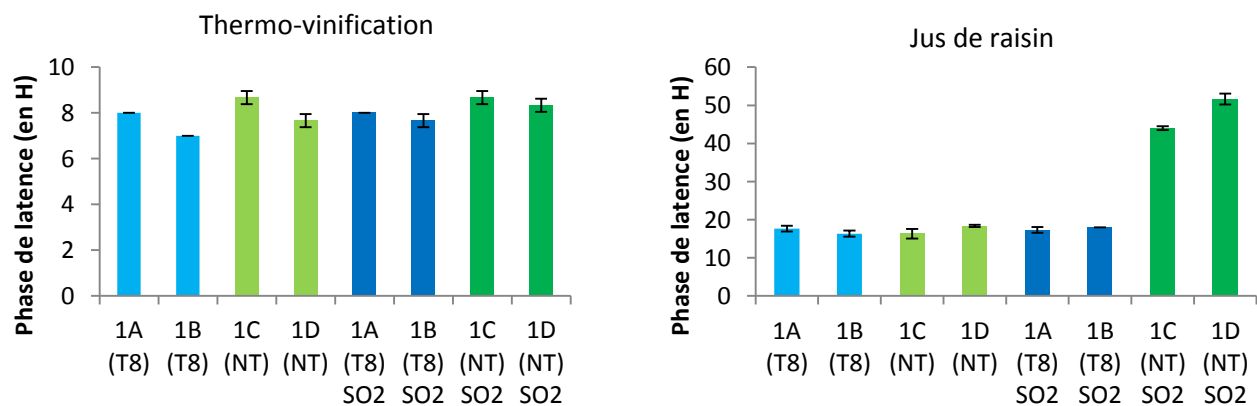 Thermo-vinification
Phase de latence (en H)
10
8
6
4
2
0
1A 1B 1C 1D 1A 1B 1C 1D
(T8) (T8) (NT) (NT) (T8) (T8) (NT) (NT)
SO2 SO2 SO2 SO2
Jus de raisin
Phase de latence (en H)
60
50
40
30
20
10
0
1A 1B 1C 1D 1A 1B 1C 1D
(T8) (T8) (NT) (NT) (T8) (T8) (NT) (NT)
SO2 SO2 SO2 SO2